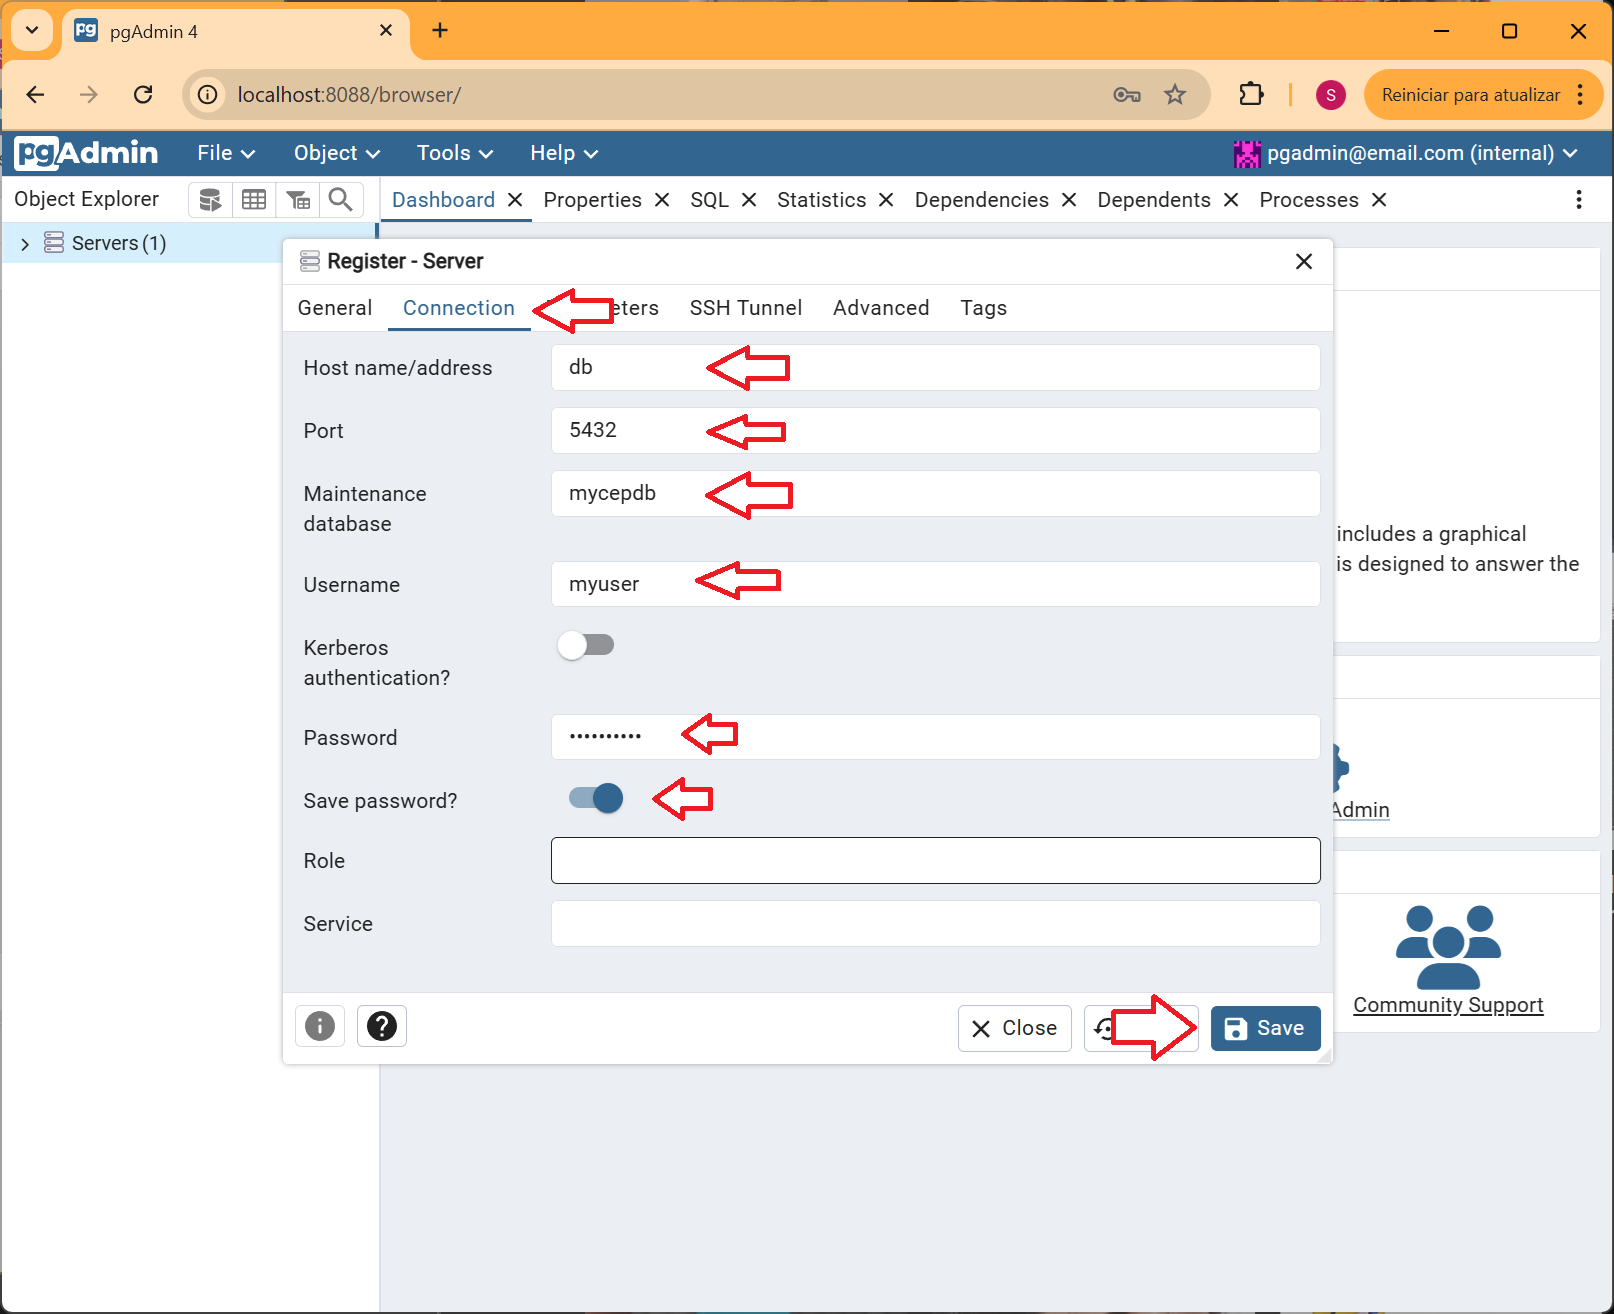 pgAdmin 4
localhost:8088/browser/
S
Reiniciar para atualizar
pgAdmin
File
Object
Tools
Help
pgadmin@email.com (internal)
Object Explorer
Dashboard
Properties
SQL
Statistics
Dependencies
Dependents
Processes
Servers (1)
Register - Server
General
Connection
eters
SSH Tunnel
Advanced
Tags
Host name/address
db
Port
5432
Maintenance
database
mycepdb
includes a graphical
is designed to answer the
Username
myuser
Kerberos
authentication?
Password
••••••••••
Save password?
Admin
Role
Service
Community Support
Close
Save